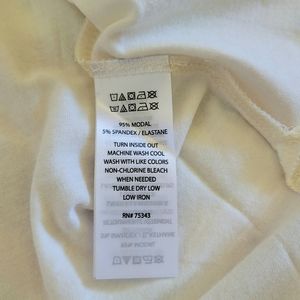 95% MODAL
5% SPANDEX / ELASTANE
TURN INSIDE OUT
MACHINE WASH COOL
WASH WITH LIKE COLORS
NON-CHLORINE BLEACH
WHEN NEEDED
TUMBLE DRY LOW
LOW IRON
RN# 75343